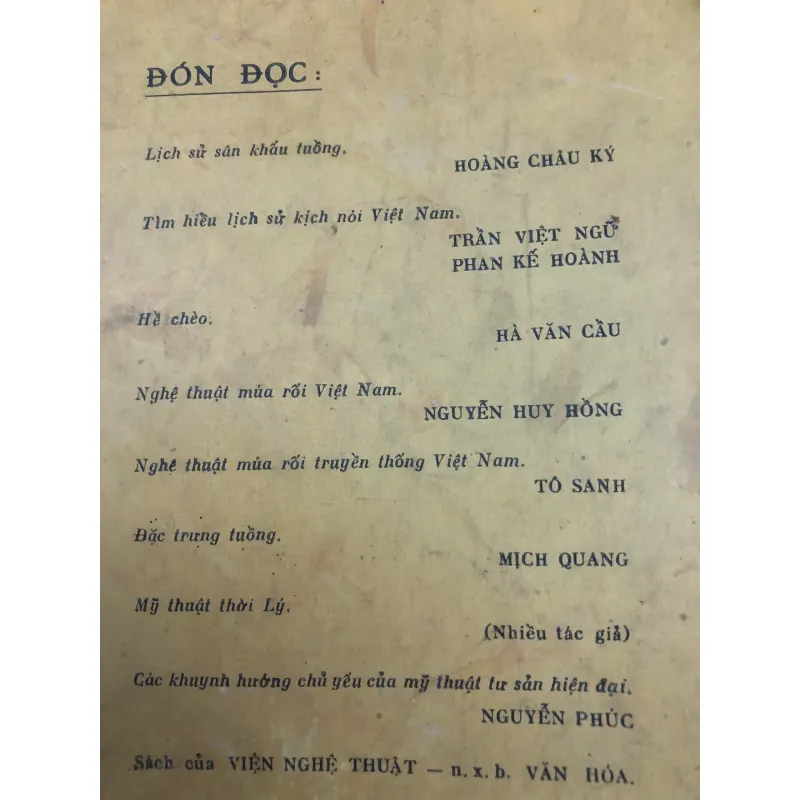 ĐÓN ĐỌC :
Lịch sử sân khấu tuồng.
HOÀNG CHÂU KÝ
Tìm hiểu lịch sử kịch nói Việt Nam.
TRẦN VIỆT NGỮ
PHAN KẾ HOÀNH
Hề chèo.
HÀ VĂN CẦU
Nghệ thuật múa rối Việt Nam.
NGUYỄN HUY HỒNG
Nghệ thuật múa rối truyền thống Việt Nam.
TÔ SANH
Đặc trưng tuồng.
MỊCH QUANG
Mỹ thuật thời Lý.
(Nhiều tác giả)
Các khuynh hướng chủ yếu của mỹ thuật tư sản hiện đại.
NGUYỄN PHÚC
Sách của VIỆN NGHỆ THUẬT — n.x.b. VĂN HÓA.